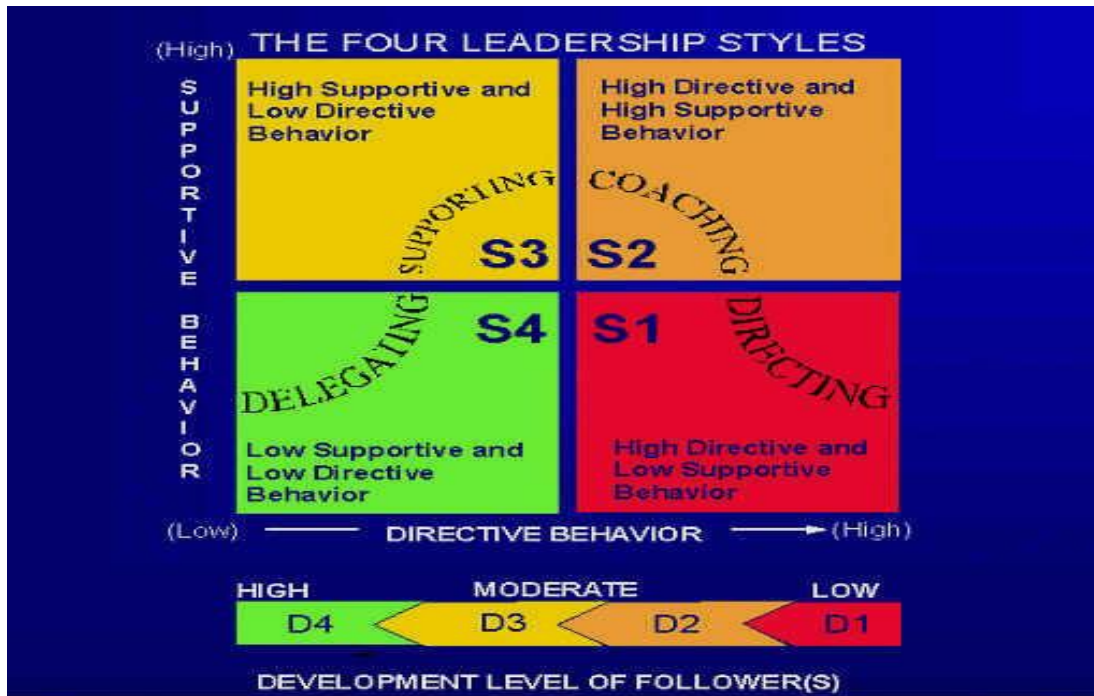 (High) THE FOUR LEADERSHIP STYLES
SUPPORTIVE BEHAVIOR
High Supportive and
Low Directive
Behavior
SUPPORTING
S3
High Directive and
High Supportive
Behavior
COACHING
S2
DELEGATING
S4
Low Supportive and
Low Directive
Behavior
S1
DIRECTING
High Directive and
Low Supportive
Behavior
(Low) DIRECTIVE BEHAVIOR (High)
HIGH MODERATE LOW
D4 D3 D2 D1
DEVELOPMENT LEVEL OF FOLLOWER(S)